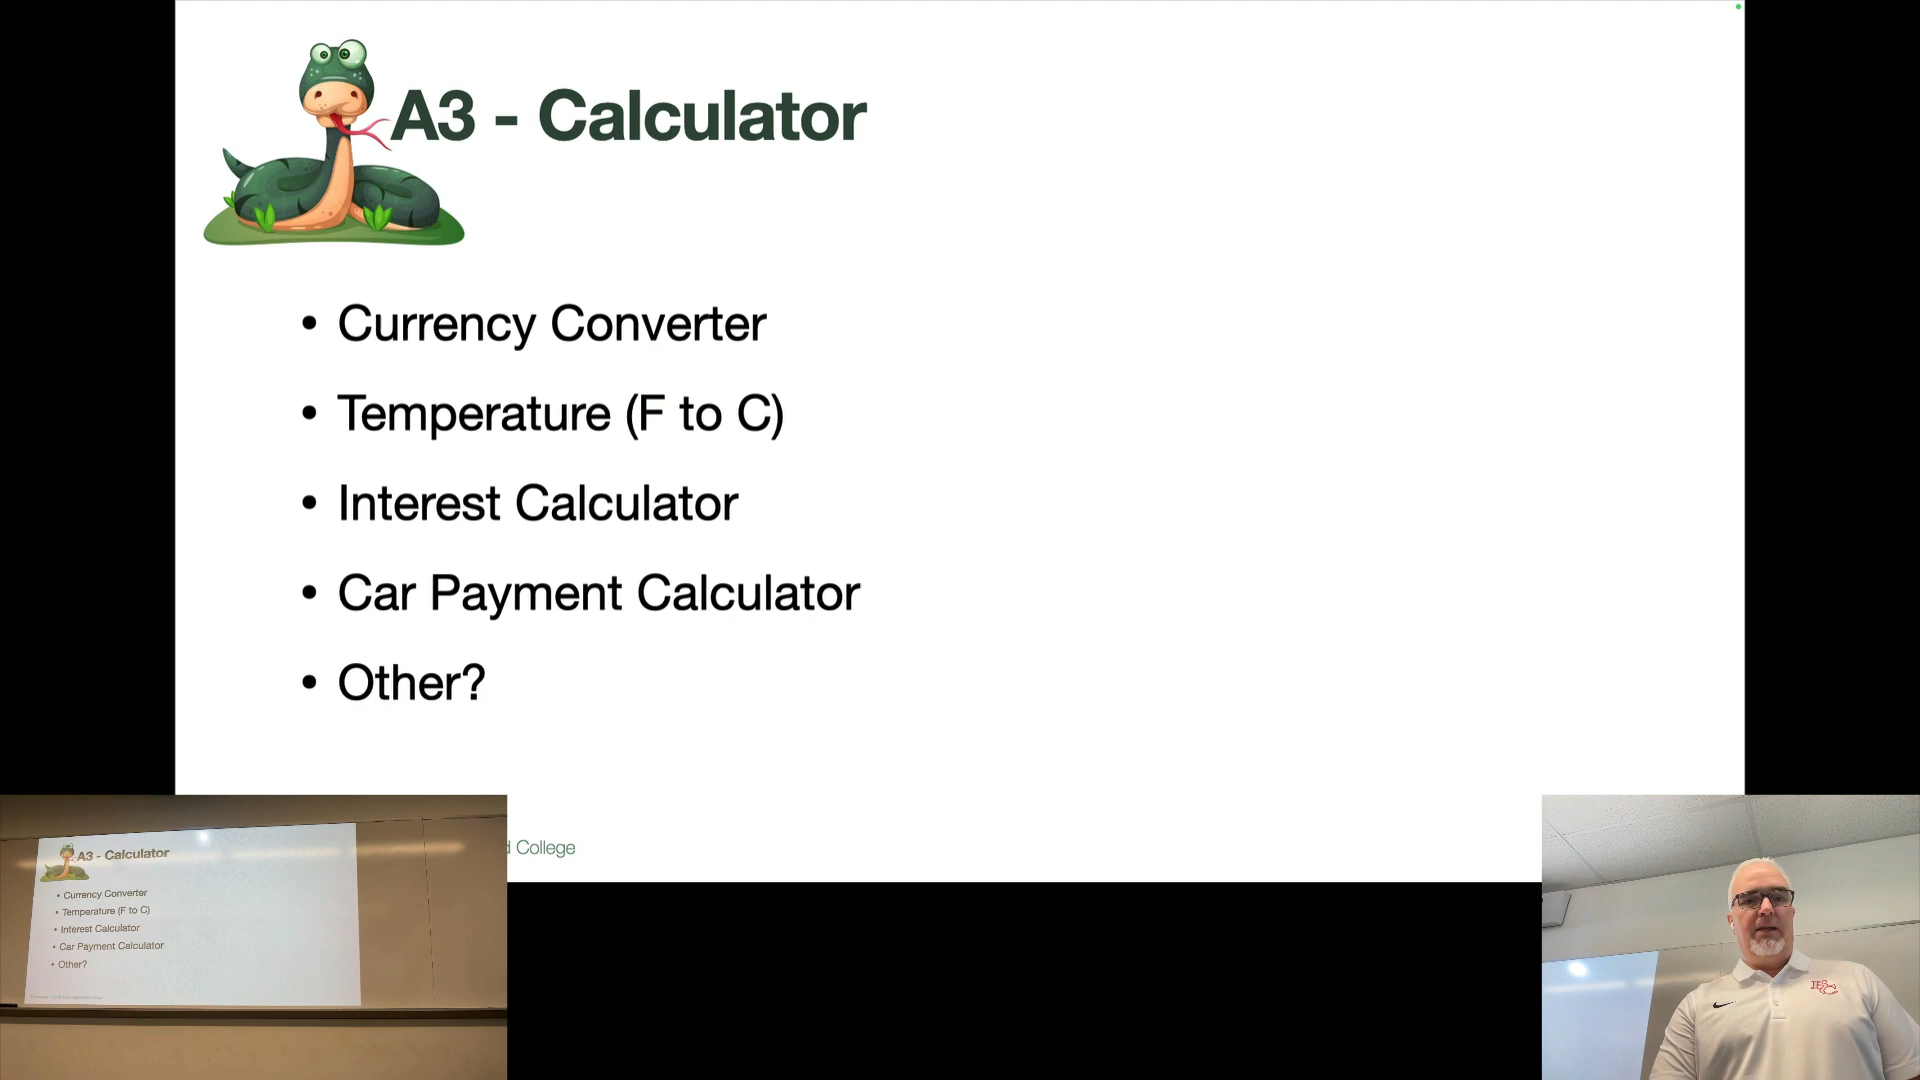 A3 - Calculator
• Currency Converter
• Temperature (F to C)
• Interest Calculator
• Car Payment Calculator
• Other?
College
A3 - Calculator
• Currency Converter
• Temperature (F to C)
• Interest Calculator
• Car Payment Calculator
• Other?